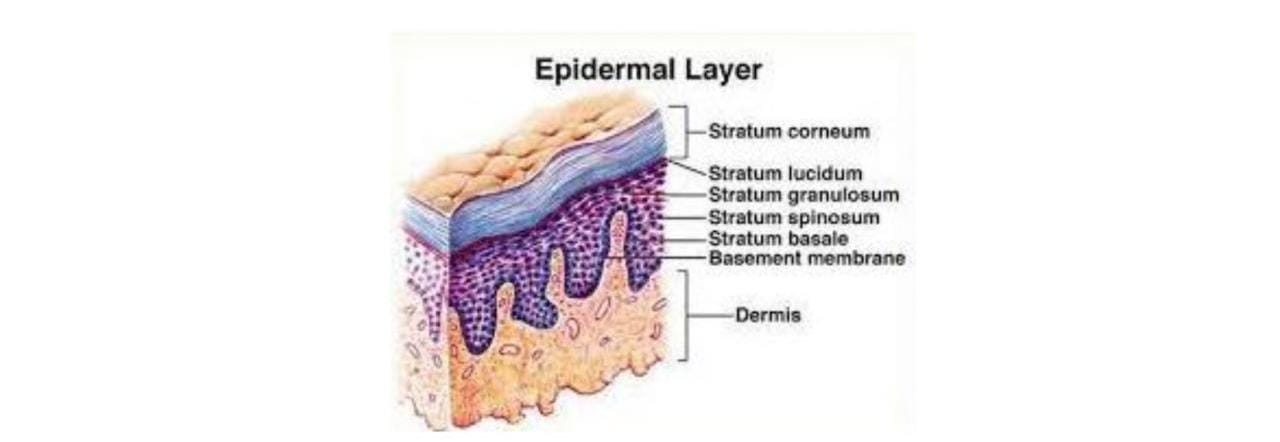 Epidermal Layer
Stratum corneum
Stratum lucidum
Stratum granulosum
Stratum spinosum
Stratum basale
Basement membrane
Dermis